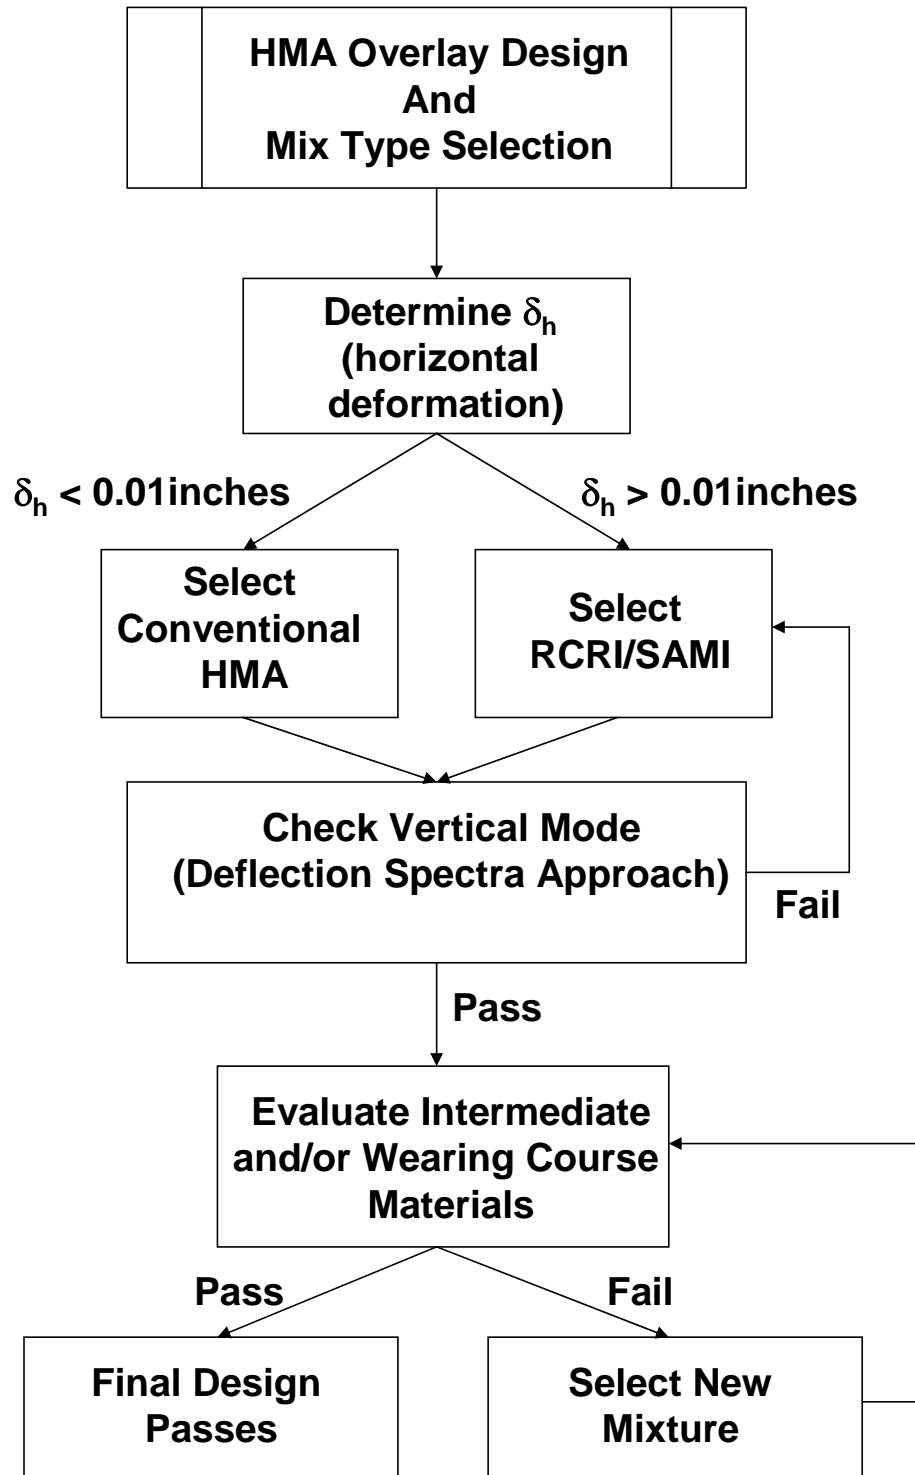 HMA Overlay Design
And
Mix Type Selection
Determine δh
(horizontal
deformation)
δh < 0.01inches
δh > 0.01inches
Select
Conventional
HMA
Select
RCRI/SAMI
Check Vertical Mode
(Deflection Spectra Approach)
Fail
Pass
Evaluate Intermediate
and/or Wearing Course
Materials
Pass
Fail
Final Design
Passes
Select New
Mixture